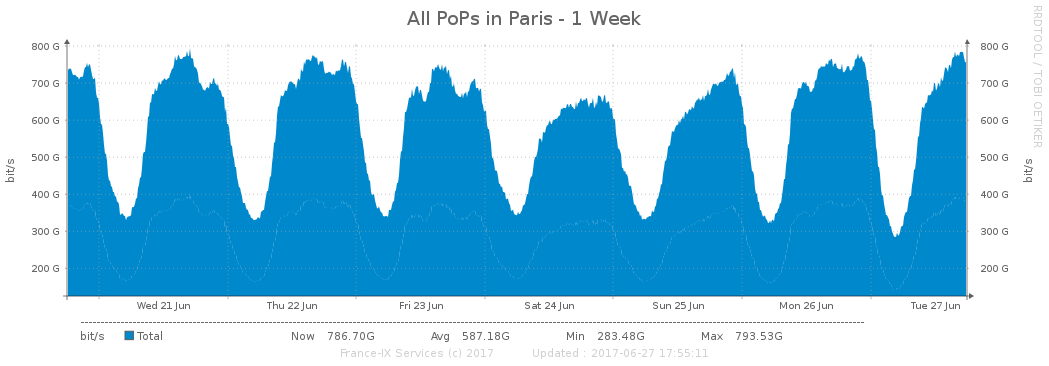 All PoPs in Paris - 1 Week
RRDTOOL / TOBI OETIKER
800 G 800 G
700 G 700 G
600 G 600 G
500 G 500 G
400 G 400 G
300 G 300 G
200 G 200 G
bit/s
bit/s
Wed 21 Jun Thu 22 Jun Fri 23 Jun Sat 24 Jun Sun 25 Jun Mon 26 Jun Tue 27 Jun
bit/s Total Now 786.70G Avg 587.18G Min 283.48G Max 793.53G
France-IX Services (c) 2017 Updated : 2017-06-27 17:55:11